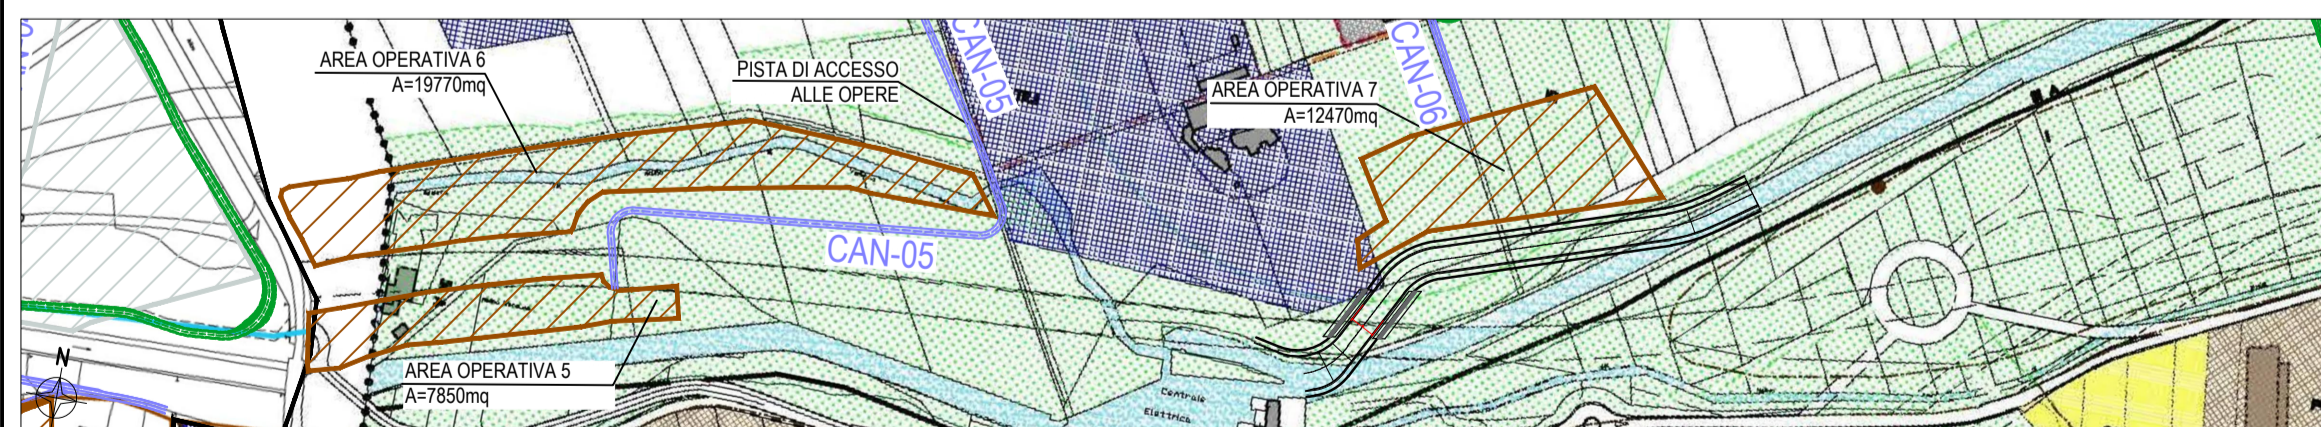 AREA OPERATIVA 6
A=19770mq
PISTA DI ACCESSO
ALLE OPERE
CAN-05
AREA OPERATIVA 7
A=12470mq
CAN-06
CAN-05
AREA OPERATIVA 5
A=7850mq
N
Centrale
Elettrica